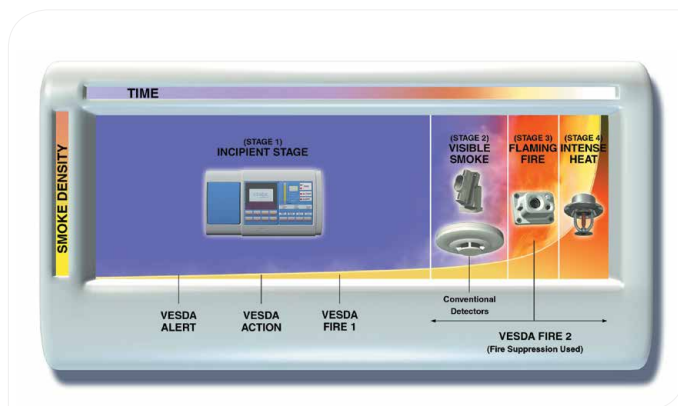 TIME
SMOKE DENSITY
(STAGE 1)
INCIPIENT STAGE
(STAGE 2)
VISIBLE
SMOKE
(STAGE 3)
FLAMING
FIRE
(STAGE 4)
INTENSE
HEAT
VESDA
ALERT
VESDA
ACTION
VESDA
FIRE 1
Conventional
Detectors
VESDA FIRE 2
(Fire Suppression Used)